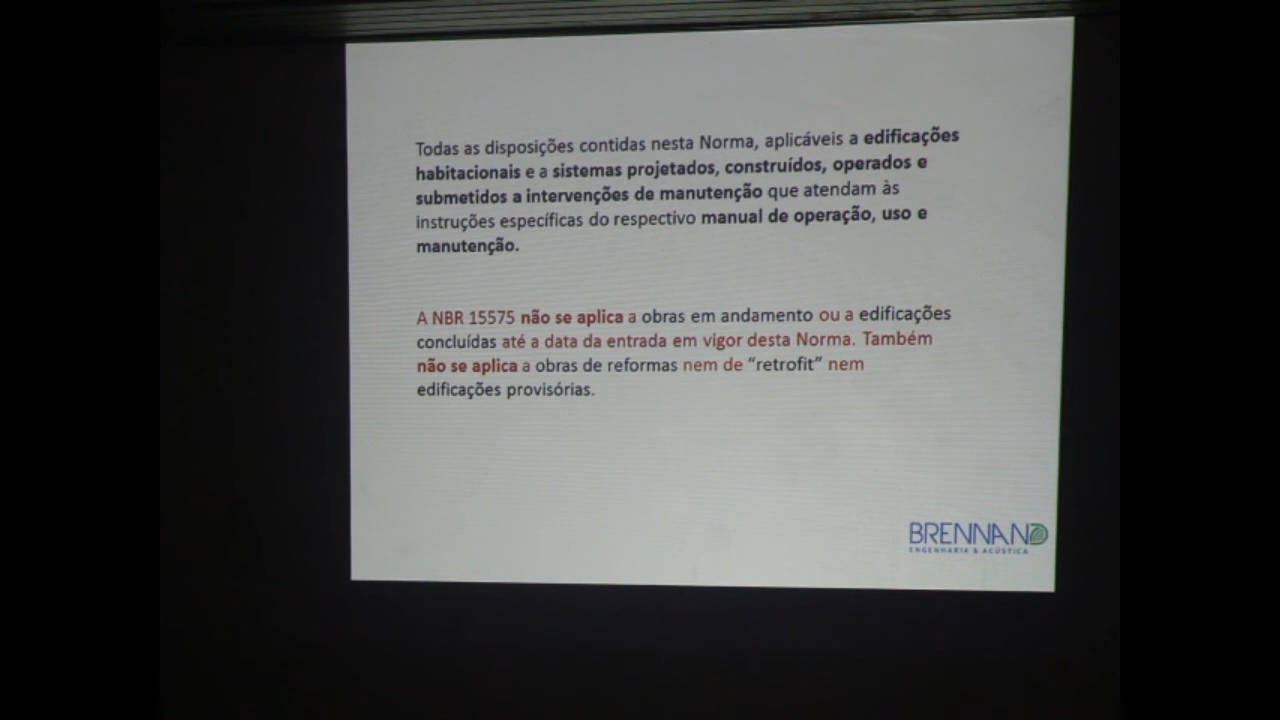 Todas as disposições contidas nesta Norma, aplicáveis a edificações
habitacionais e a sistemas projetados, construídos, operados e
submetidos a intervenções de manutenção que atendam às
instruções específicas do respectivo manual de operação, uso e
manutenção.
A NBR 15575 não se aplica a obras em andamento ou a edificações
concluídas até a data da entrada em vigor desta Norma. Também
não se aplica a obras de reformas nem de “retrofit” nem
edificações provisórias.
BRENNAND
ENGENHARIA & ACÚSTICA